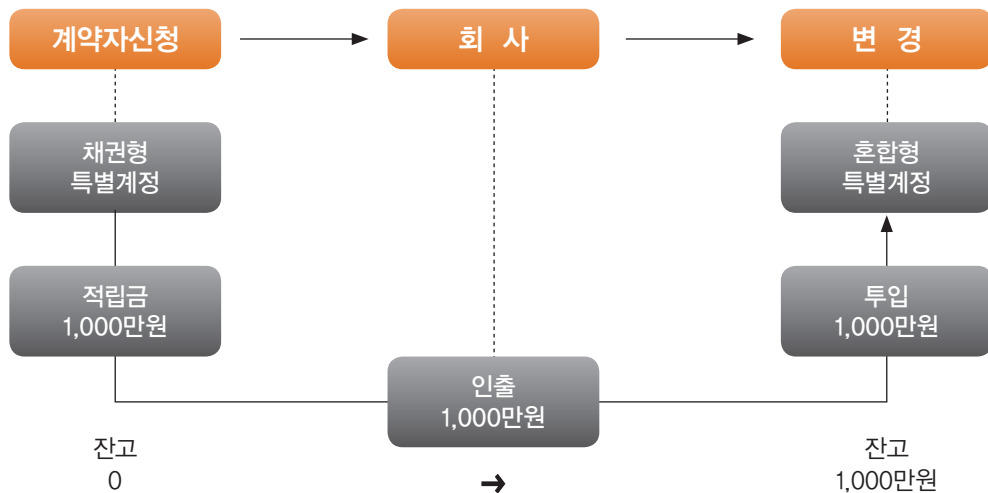 계약자신청
회 사
변 경
채권형
특별계정
혼합형
특별계정
적립금
1,000만원
투입
1,000만원
인출
1,000만원
잔고
0
잔고
1,000만원